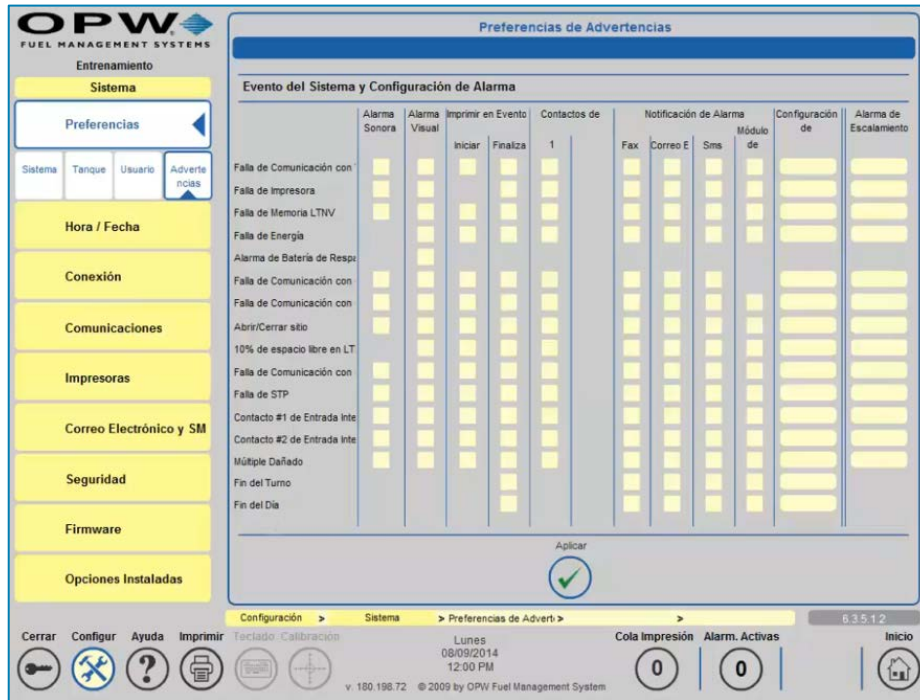 OPW
FUEL MANAGEMENT SYSTEMS
Entrenamiento
Sistema
Preferencias
Sistema Tanque Usuario Adverte
ncias
Hora / Fecha
Conexión
Comunicaciones
Impresoras
Correo Electrónico y SM
Seguridad
Firmware
Opciones Instaladas
Preferencias de Advertencias
Evento del Sistema y Configuración de Alarma
Alarma Alarma Imprimir en Evento Contactos de Notificación de Alarma Configuración Alarma de
Sonora Visual Módulo de Escalamiento
Iniciar Finaliza 1 Fax Correo E Sms de
Falla de Comunicación con
Falla de Impresora
Falla de Memoria LTNV
Falla de Energía
Alarma de Batería de Respa
Falla de Comunicación con
Falla de Comunicación con
Abrir/Cerrar sitio
10% de espacio libre en LT
Falla de Comunicación con
Falla de STP
Contacto #1 de Entrada Inte
Contacto #2 de Entrada Inte
Múltiple Dañado
Fin del Turno
Fin del Día
Aplicar
Configuración > Sistema > Preferencias de Adverti > > 6.3.5.1.2
Cerrar Configur Ayuda Imprimir Teclado Calibración
Lunes
08/09/2014
12:00 PM
Cola Impresión Alarm. Activas Inicio
0 0
v. 180.198.72 © 2009 by OPW Fuel Management System